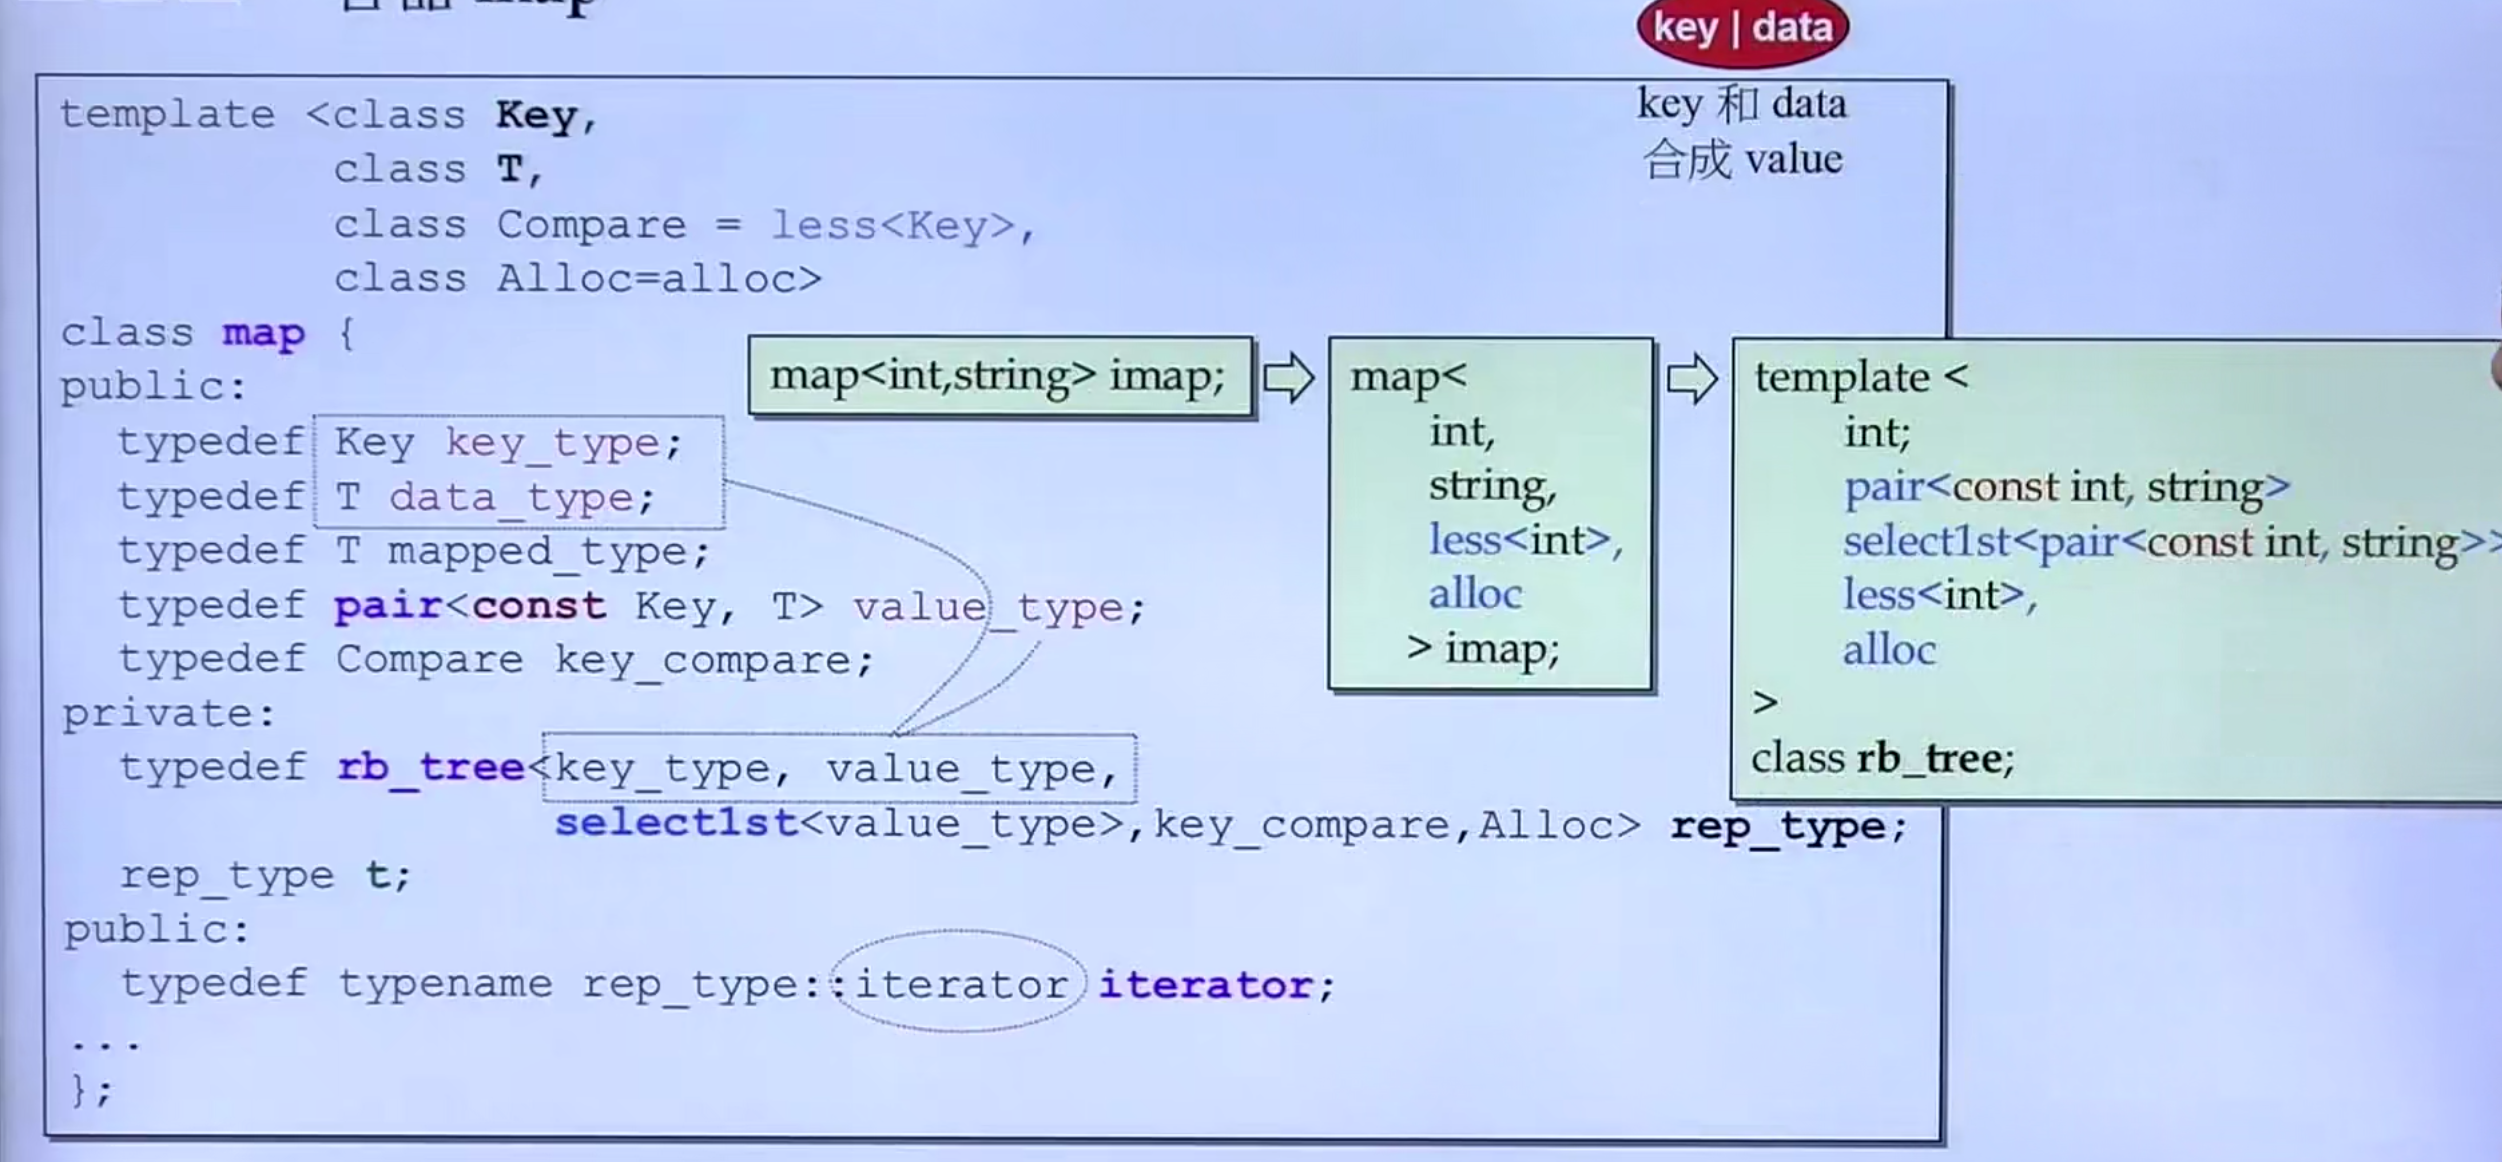 map
key | data
key 和 data
合成 value
template <class Key,
class T,
class Compare = less<Key>,
class Alloc=alloc>
class map {
public:
typedef Key key_type;
typedef T data_type;
typedef T mapped_type;
typedef pair<const Key, T> value_type;
typedef Compare key_compare;
private:
typedef rb_tree<key_type, value_type,
select1st<value_type>,key_compare,Alloc> rep_type;
rep_type t;
public:
typedef typename rep_type::iterator iterator;
...
};
map<int,string> imap;
map<
int,
string,
less<int>,
alloc
> imap;
template <
int;
pair<const int, string>
select1st<pair<const int, string>>
less<int>,
alloc
>
class rb_tree;